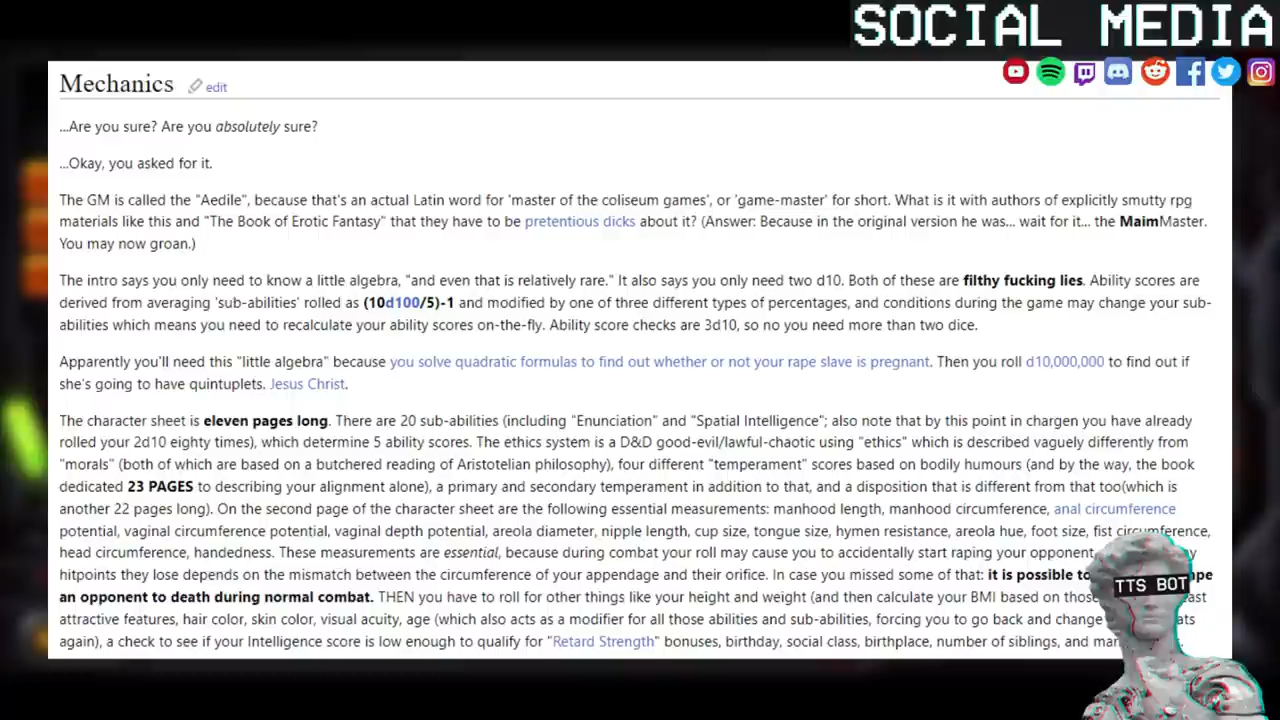 SOCIAL MEDIA
Mechanics edit
...Are you sure? Are you absolutely sure?
...Okay, you asked for it.
The GM is called the "Aedile", because that's an actual Latin word for 'master of the coliseum games', or 'game-master' for short. What is it with authors of explicitly smutty rpg
materials like this and "The Book of Erotic Fantasy" that they have to be pretentious dicks about it? (Answer: Because in the original version he was... wait for it... the MaimMaster.
You may now groan.)
The intro says you only need to know a little algebra, "and even that is relatively rare." It also says you only need two d10. Both of these are filthy fucking lies. Ability scores are
derived from averaging 'sub-abilities' rolled as (10d100/5)-1 and modified by one of three different types of percentages, and conditions during the game may change your sub-
abilities which means you need to recalculate your ability scores on-the-fly. Ability score checks are 3d10, so no you need more than two dice.
Apparently you'll need this "little algebra" because you solve quadratic formulas to find out whether or not your rape slave is pregnant. Then you roll d10,000,000 to find out if
she's going to have quintuplets. Jesus Christ.
The character sheet is eleven pages long. There are 20 sub-abilities (including "Enunciation" and "Spatial Intelligence"; also note that by this point in chargen you have already
rolled your 2d10 eighty times), which determine 5 ability scores. The ethics system is a D&D good-evil/lawful-chaotic using "ethics" which is described vaguely differently from
"morals" (both of which are based on a butchered reading of Aristotelian philosophy), four different "temperament" scores based on bodily humours (and by the way, the book
dedicated 23 PAGES to describing your alignment alone), a primary and secondary temperament in addition to that, and a disposition that is different from that too(which is
another 22 pages long). On the second page of the character sheet are the following essential measurements: manhood length, manhood circumference, anal circumference
potential, vaginal circumference potential, vaginal depth potential, areola diameter, nipple length, cup size, tongue size, hymen resistance, areola hue, foot size, fist circumference,
head circumference, handedness. These measurements are essential, because during combat your roll may cause you to accidentally start raping your opponent
hitpoints they lose depends on the mismatch between the circumference of your appendage and their orifice. In case you missed some of that: it is possible to
an opponent to death during normal combat. THEN you have to roll for other things like your height and weight (and then calculate your BMI based on those
attractive features, hair color, skin color, visual acuity, age (which also acts as a modifier for all those abilities and sub-abilities, forcing you to go back and change
again), a check to see if your Intelligence score is low enough to qualify for "Retard Strength" bonuses, birthday, social class, birthplace, number of siblings, and
TTS BOT